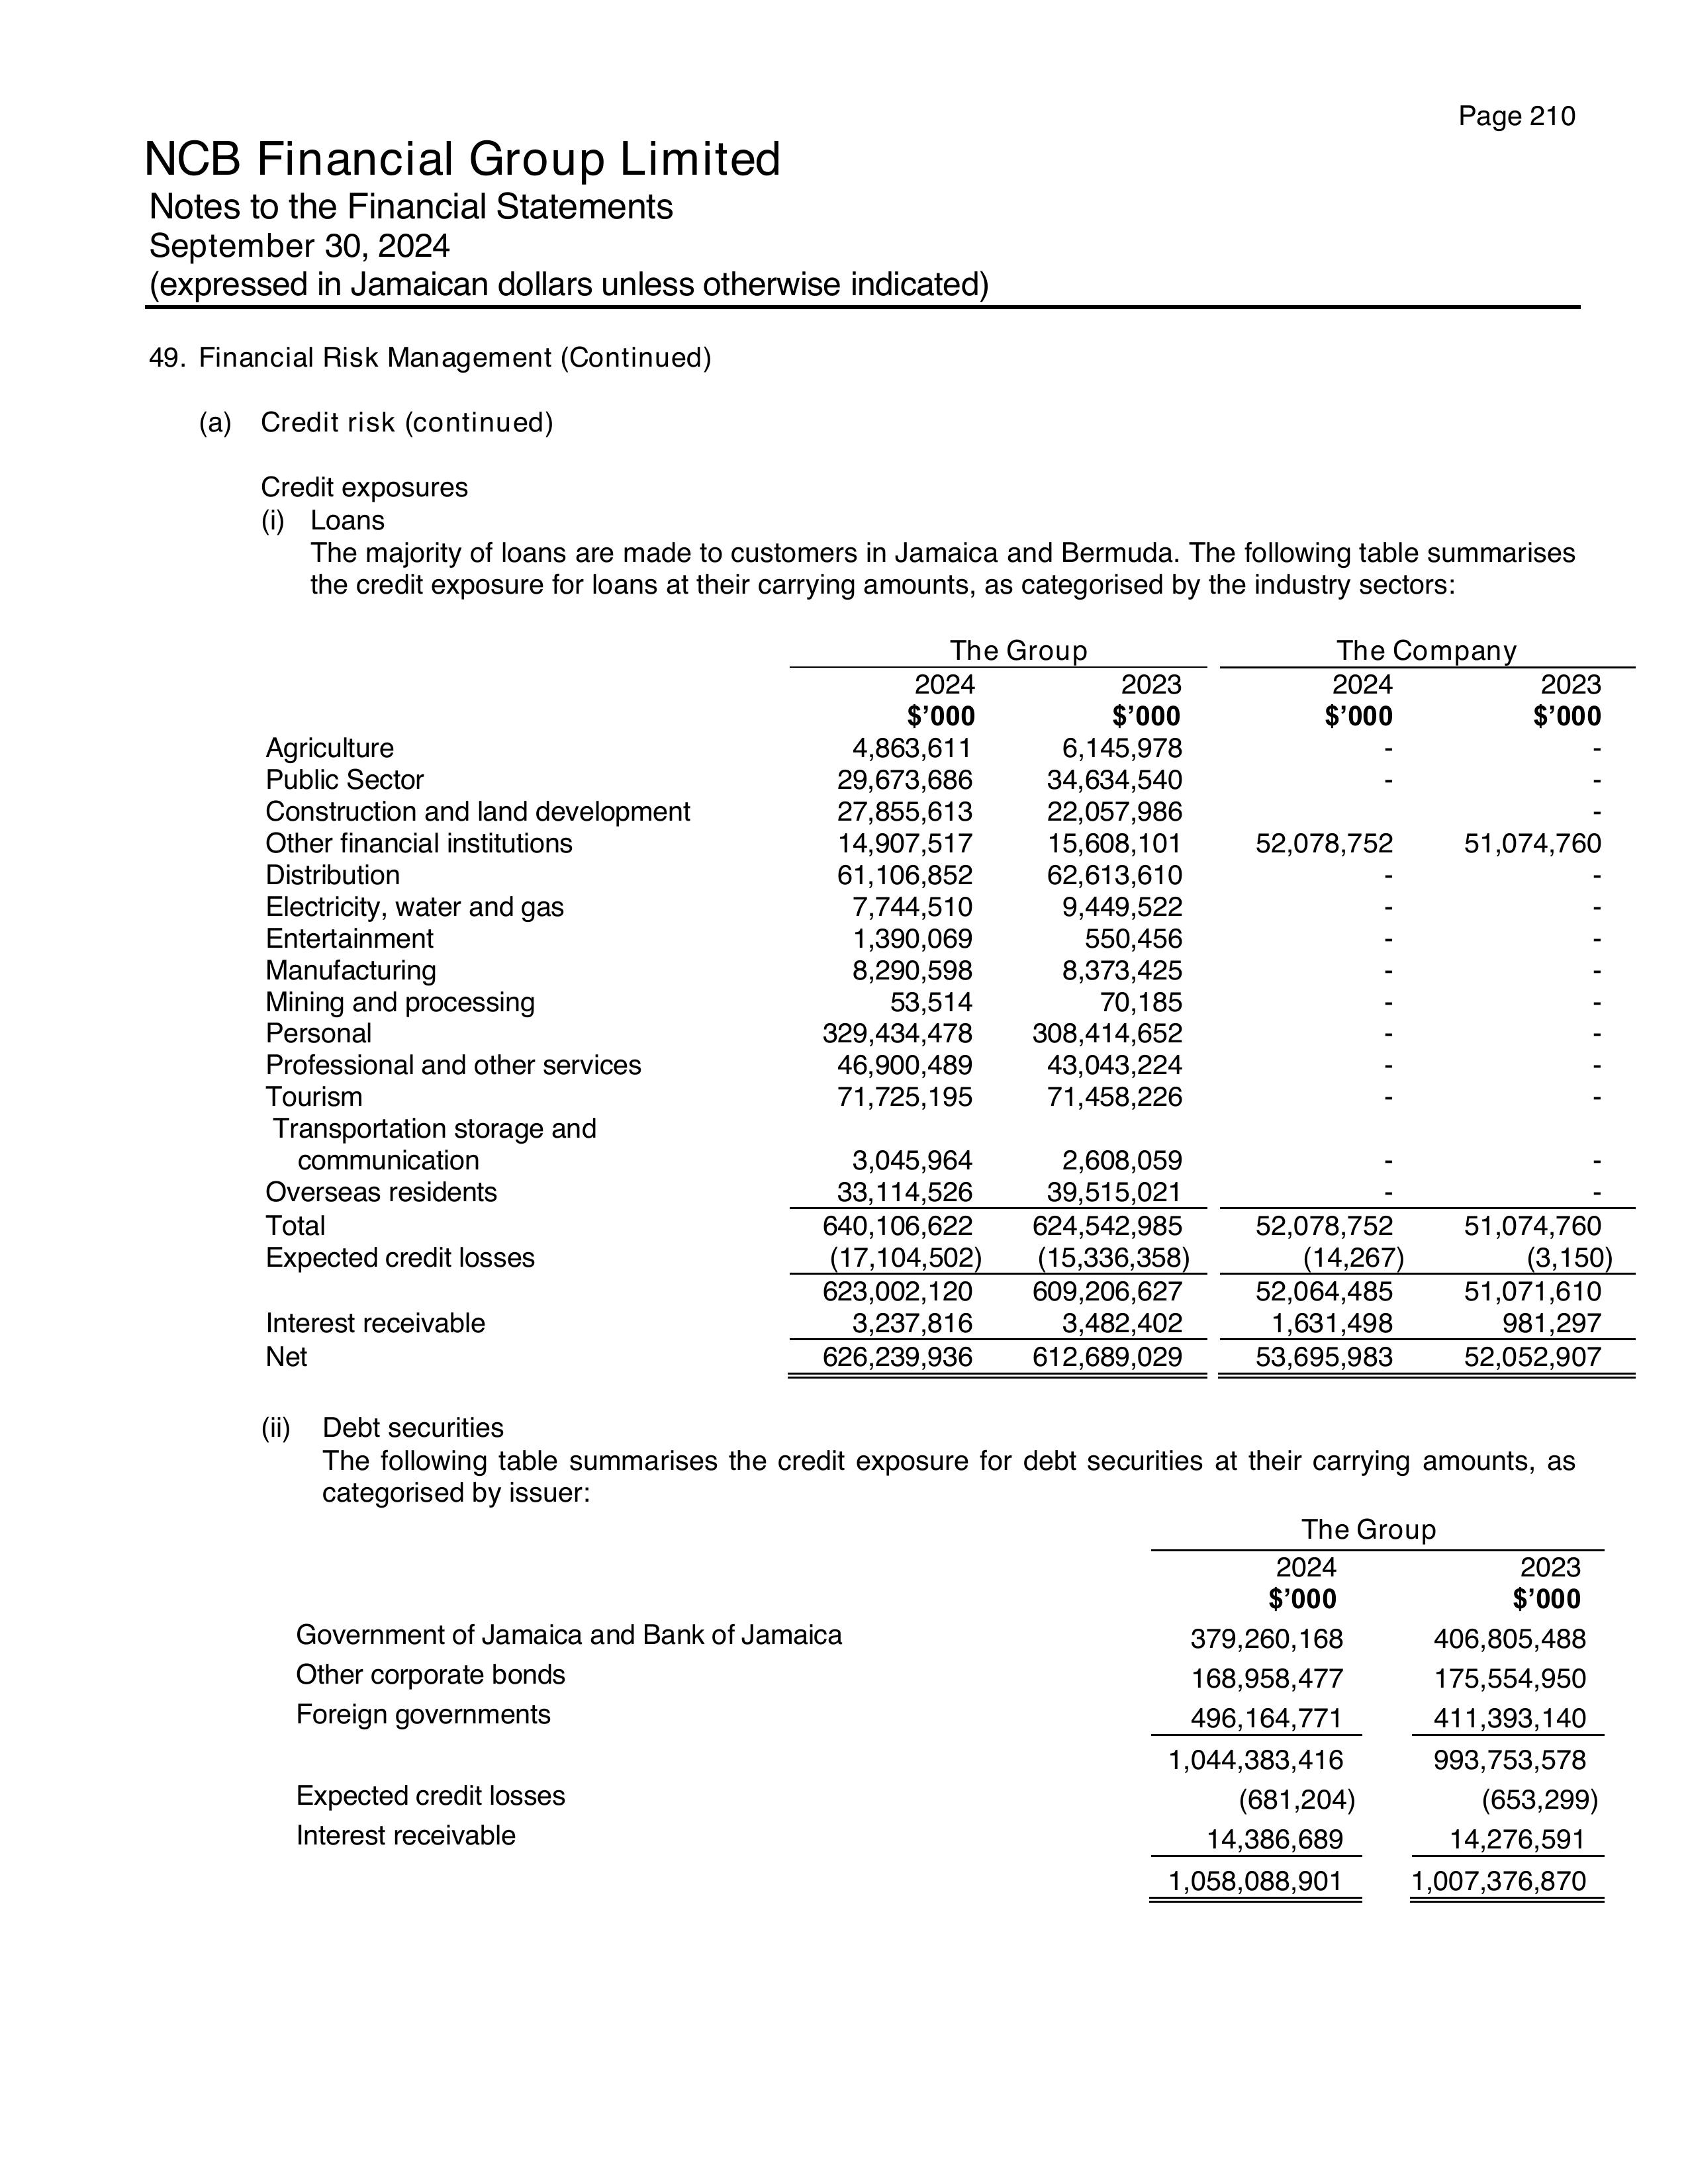 Page 210
NCB Financial Group Limited
Notes to the Financial Statements
September 30, 2024
(expressed in Jamaican dollars unless otherwise indicated)
49. Financial Risk Management (Continued)
(a) Credit risk (continued)
Credit exposures
(i) Loans
The majority of loans are made to customers in Jamaica and Bermuda. The following table summarises
the credit exposure for loans at their carrying amounts, as categorised by the industry sectors:
The Group The Company
2024 2023 2024 2023
$’000 $’000 $’000 $’000
Agriculture 4,863,611 6,145,978 - -
Public Sector 29,673,686 34,634,540 - -
Construction and land development 27,855,613 22,057,986 -
Other financial institutions 14,907,517 15,608,101 52,078,752 51,074,760
Distribution 61,106,852 62,613,610 - -
Electricity, water and gas 7,744,510 9,449,522 - -
Entertainment 1,390,069 550,456 - -
Manufacturing 8,290,598 8,373,425 - -
Mining and processing 53,514 70,185 - -
Personal 329,434,478 308,414,652 - -
Professional and other services 46,900,489 43,043,224 - -
Tourism 71,725,195 71,458,226 - -
Transportation storage and
communication 3,045,964 2,608,059 - -
Overseas residents 33,114,526 39,515,021 - -
Total 640,106,622 624,542,985 52,078,752 51,074,760
Expected credit losses (17,104,502) (15,336,358) (14,267) (3,150)
623,002,120 609,206,627 52,064,485 51,071,610
Interest receivable 3,237,816 3,482,402 1,631,498 981,297
Net 626,239,936 612,689,029 53,695,983 52,052,907
(ii) Debt securities
The following table summarises the credit exposure for debt securities at their carrying amounts, as
categorised by issuer:
The Group
2024 2023
$’000 $’000
Government of Jamaica and Bank of Jamaica 379,260,168 406,805,488
Other corporate bonds 168,958,477 175,554,950
Foreign governments 496,164,771 411,393,140
1,044,383,416 993,753,578
Expected credit losses (681,204) (653,299)
Interest receivable 14,386,689 14,276,591
1,058,088,901 1,007,376,870